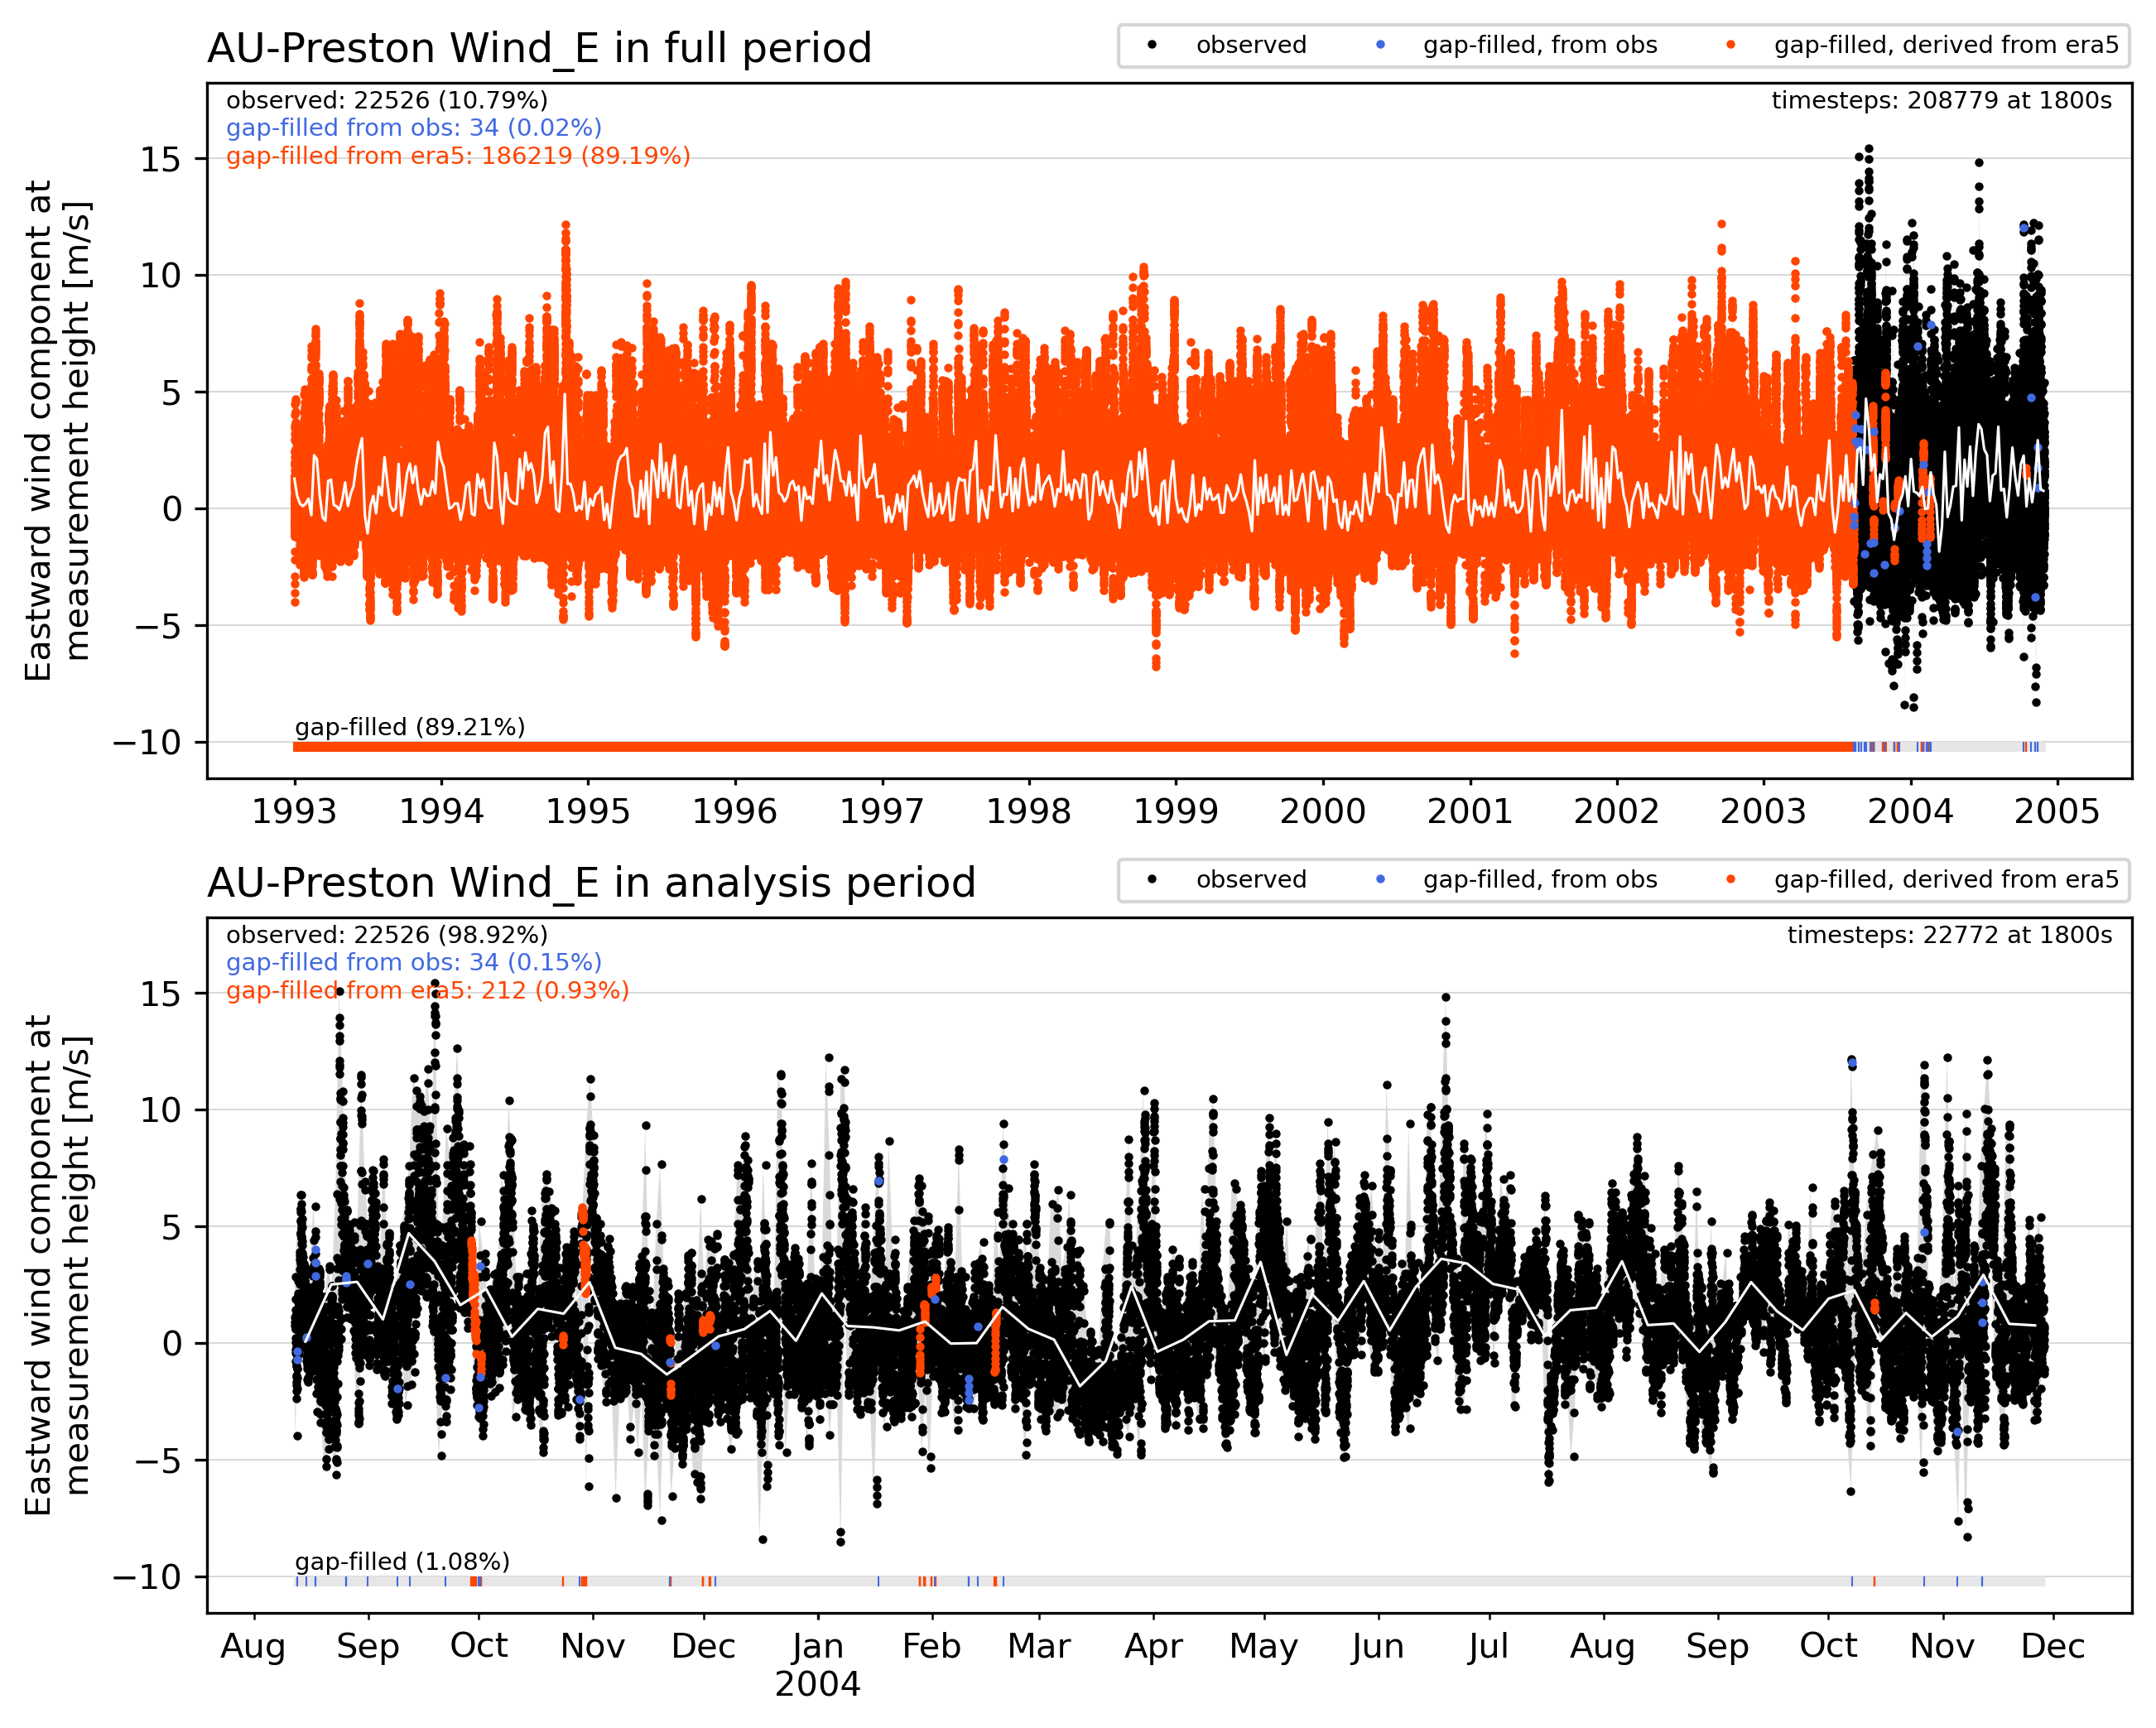 AU-Preston Wind_E in full period
observed
gap-filled, from obs
gap-filled, derived from era5
observed: 22526 (10.79%)
timesteps: 208779 at 1800s
gap-filled from obs: 34 (0.02%)
gap-filled from era5: 186219 (89.19%)
Eastward wind component at
measurement height [m/s]
15
10
5
0
−5
−10
gap-filled (89.21%)
1993 1994 1995 1996 1997 1998 1999 2000 2001 2002 2003 2004 2005
AU-Preston Wind_E in analysis period
observed
gap-filled, from obs
gap-filled, derived from era5
observed: 22526 (98.92%)
timesteps: 22772 at 1800s
gap-filled from obs: 34 (0.15%)
gap-filled from era5: 212 (0.93%)
Eastward wind component at
measurement height [m/s]
15
10
5
0
−5
−10
gap-filled (1.08%)
Aug Sep Oct Nov Dec Jan Feb Mar Apr May Jun Jul Aug Sep Oct Nov Dec
2004